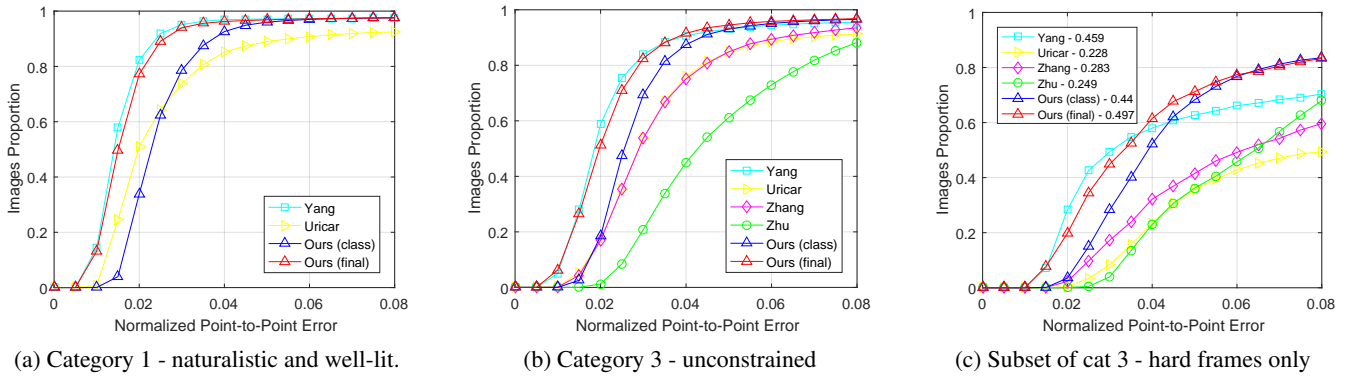 Images Proportion
1
0.8
0.6
0.4
0.2
0
Yang
Uricar
Ours (class)
Ours (final)
0 0.02 0.04 0.06 0.08
Normalized Point-to-Point Error
(a) Category 1 - naturalistic and well-lit.
Images Proportion
1
0.8
0.6
0.4
0.2
0
Yang
Uricar
Zhang
Zhu
Ours (class)
Ours (final)
0 0.02 0.04 0.06 0.08
Normalized Point-to-Point Error
(b) Category 3 - unconstrained
Images Proportion
1
0.8
0.6
0.4
0.2
0
Yang - 0.459
Uricar - 0.228
Zhang - 0.283
Zhu - 0.249
Ours (class) - 0.44
Ours (final) - 0.497
0 0.02 0.04 0.06 0.08
Normalized Point-to-Point Error
(c) Subset of cat 3 - hard frames only